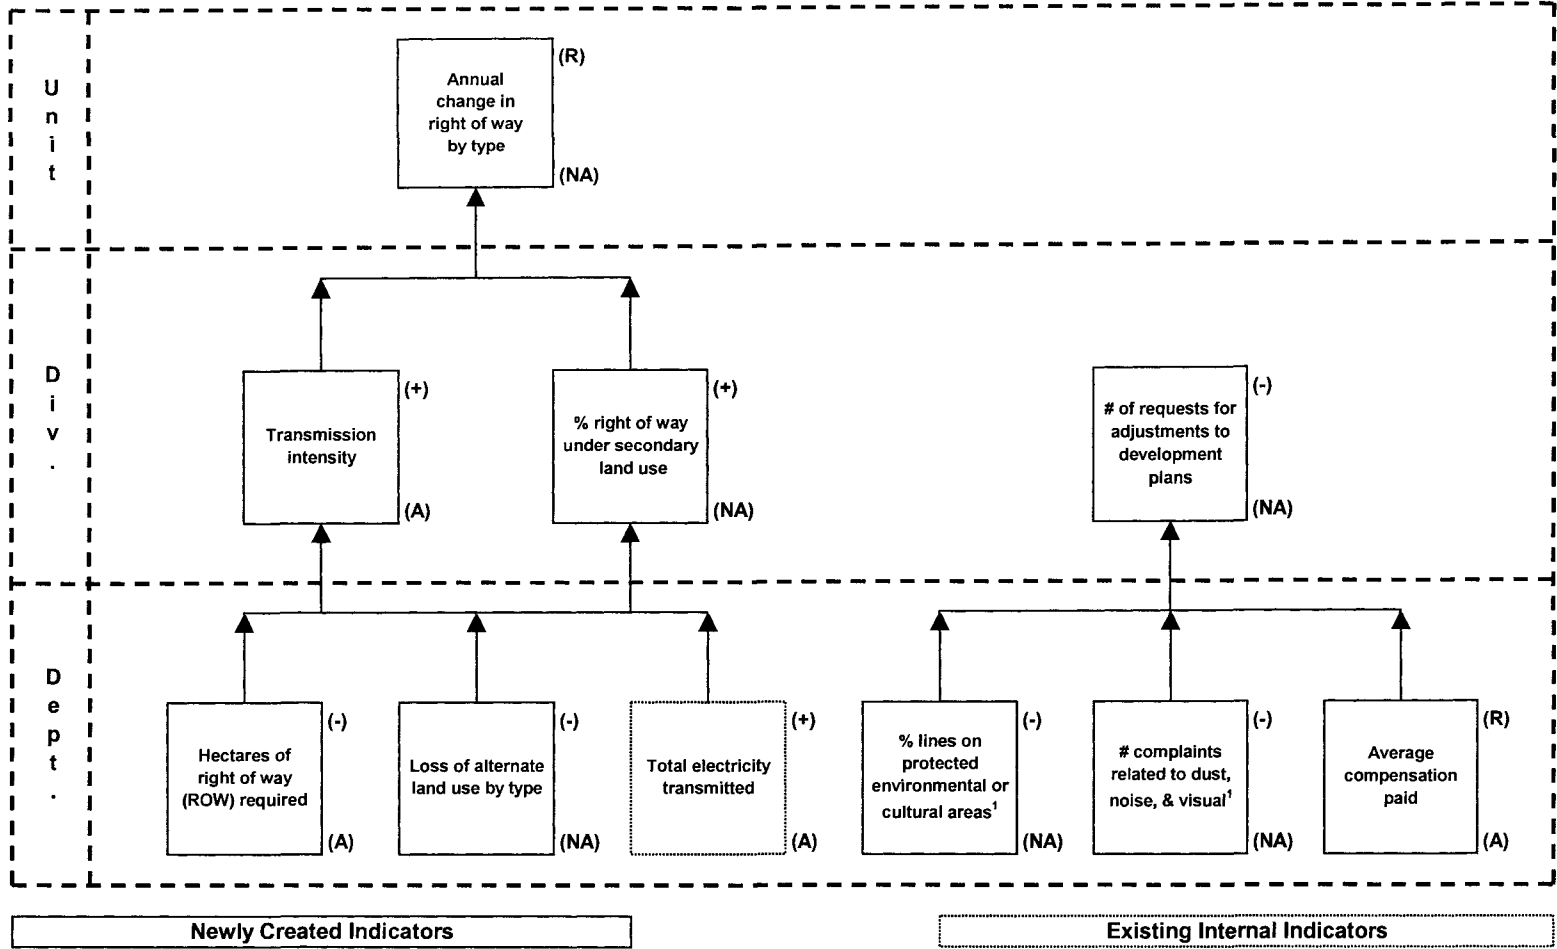 Unit
Annual
change in
right of way
by type
(R)
(NA)
Div.
Transmission
intensity
(+)
(A)
% right of way
under secondary
land use
(+)
(NA)
# of requests for
adjustments to
development
plans
(-)
(NA)
Dept.
Hectares of
right of way
(ROW) required
(-)
(A)
Loss of alternate
land use by type
(-)
(NA)
Total electricity
transmitted
(+)
(A)
% lines on
protected
environmental or
cultural areas¹
(-)
(NA)
# complaints
related to dust,
noise, & visual¹
(-)
(NA)
Average
compensation
paid
(R)
(A)
Newly Created Indicators
Existing Internal Indicators